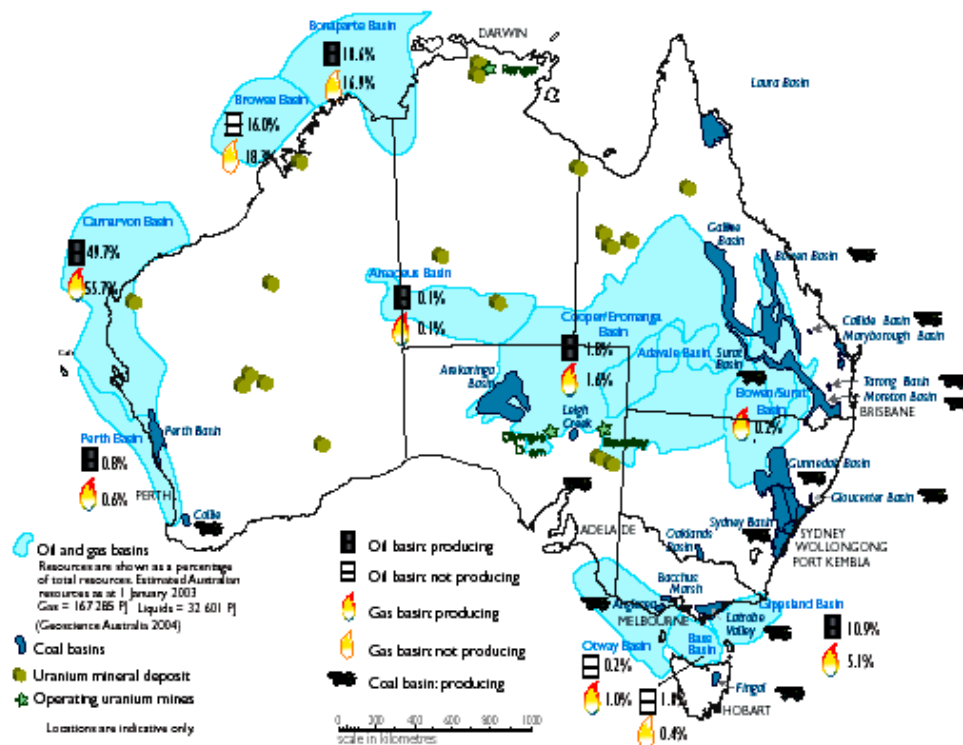 Bonaparte Basin
DARWIN
18.6%
16.9%
Ranger
Laura Basin
Browse Basin
16.0%
18.3%
Carnarvon Basin
49.7%
55.7%
Amadeus Basin
0.1%
0.1%
Galilee
Basin
Bowen Basin
Cooper/Eromanga
Basin
1.8%
1.6%
Adavale Basin
Surat
Basin
Callide Basin
Maryborough Basin
Tarong Basin
Moreton Basin
BRISBANE
Bowen/Surat
Basin
0.2%
Arckaringa
Basin
Leigh
Creek
Olympic
Dam
Beverley
Perth Basin
Perth Basin
0.8%
0.6%
PERTH
Collie
Gunnedah Basin
Gloucester Basin
Sydney Basin
SYDNEY
WOLLONGONG
PORT KEMBLA
ADELAIDE
Oaklands
Basin
Bacchus
Marsh
Anglesea
MELBOURNE
Latrobe
Valley
Gippsland Basin
10.9%
5.1%
Otway Basin
0.2%
1.0%
Bass
Basin
0.4%
Fingal
HOBART
Oil and gas basins
Resources are shown as a percentage
of total resources. Estimated Australian
resources as at 1 January 2003
Gas = 167 285 PJ Liquids = 32 601 PJ
(Geoscience Australis 2004)
Coal basins
Uranium mineral deposit
Operating uranium mines
Locations are indicative only
Oil basin: producing
Oil basin: not producing
Gas basin: producing
Gas basin: not producing
Coal basin: producing
0 200 400 600 800 1000
scale in kilometres